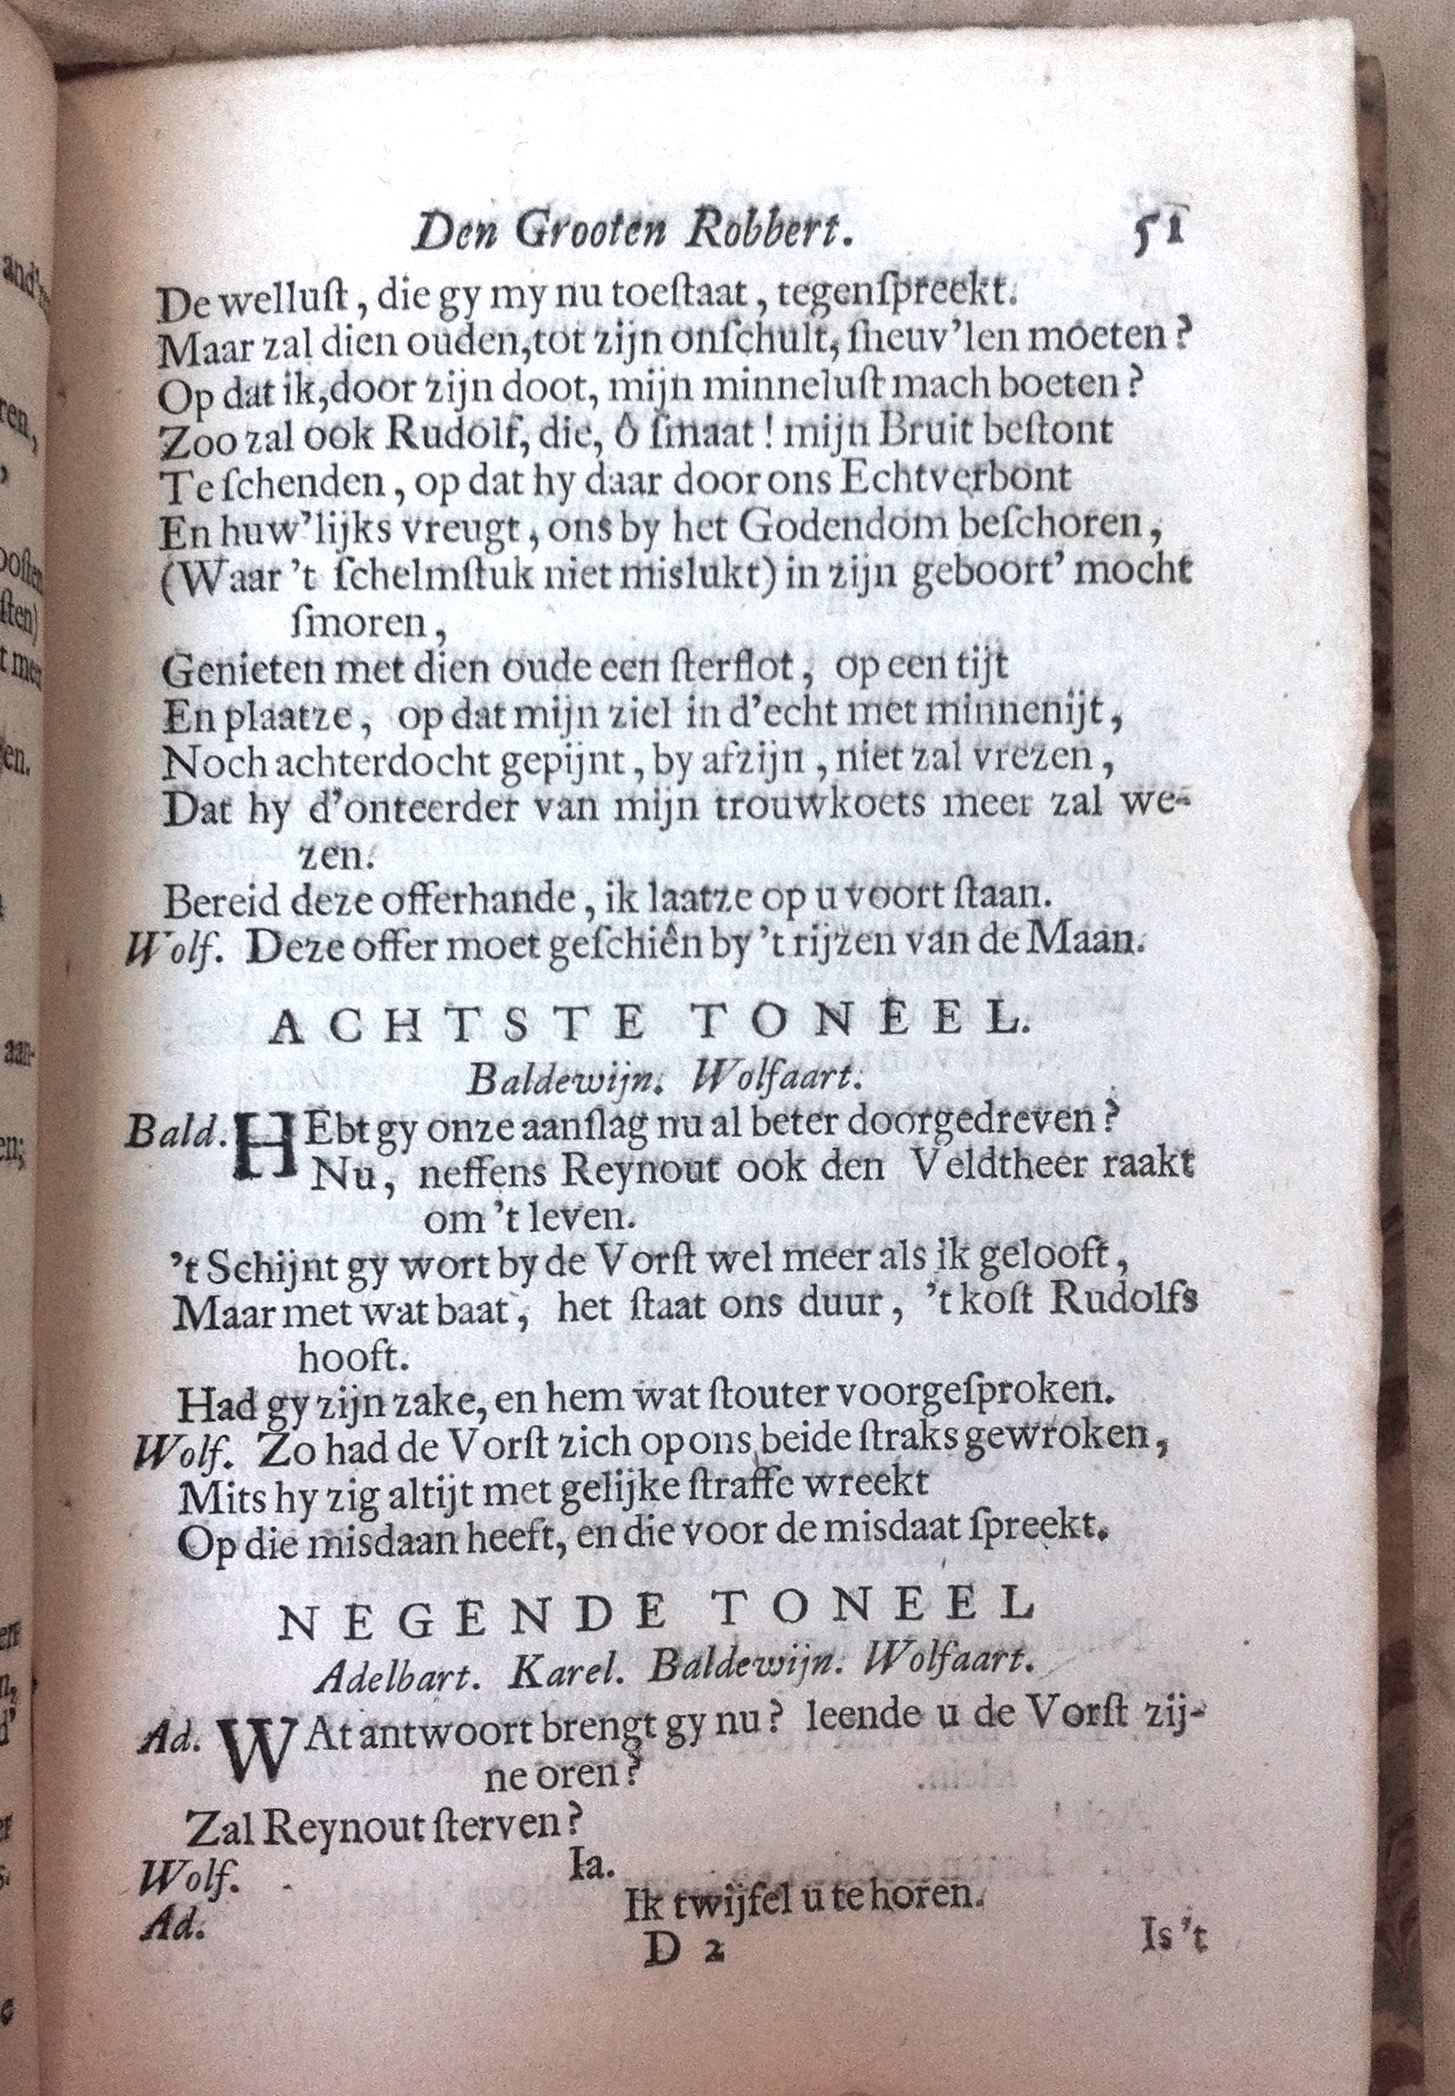 Den Grooten Robbert. 51
De welluſt, die gy my nu toeſtaat, tegenſpreekt.
Maar zal dien ouden, tot zijn onſchult, ſneuv'len moeten?
Op dat ik, door zijn doot, mijn minneluſt mach boeten?
Zoo zal ook Rudolf, die, ô ſmaat! mijn Bruit beſtont
Te ſchenden, op dat hy daar door ons Echtverbont
En huw'lijks vreugt, ons by het Godendom beſchoren,
(Waar 't ſchelmſtuk niet mislukt) in zijn geboort' mocht
ſmoren,
Genieten met dien oude een ſterflot, op een tijt
En plaatze, op dat mijn ziel in d'echt met minnenijt,
Noch achterdocht gepijnt, by afzijn, niet zal vrezen,
Dat hy d'onteerder van mijn trouwkoets meer zal we-
zen.
Bereid deze offerhande, ik laatze op u voort ſtaan.
Wolf. Deze offer moet geſchiên by 't rijzen van de Maan.
ACHTSTE TONEEL.
Baldewijn. Wolfaart.
Bald. HEbt gy onze aanſlag nu al beter doorgedreven?
Nu, neffens Reynout ook den Veldtheer raakt
om 't leven.
't Schijnt gy wort by de Vorſt wel meer als ik gelooft,
Maar met wat baat, het ſtaat ons duur, 't koſt Rudolfs
hooft.
Had gy zijn zake, en hem wat ſtouter voorgeſproken.
Wolf. Zo had de Vorſt zich op ons beide ſtraks gewroken,
Mits hy zig altijt met gelijke ſtraffe wreekt
Op die misdaan heeft, en die voor de misdaat ſpreekt.
NEGENDE TONEEL
Adelbart. Karel. Baldewijn. Wolfaart.
Ad. WAt antwoort brengt gy nu? leende u de Vorſt zij-
ne oren?
Zal Reynout ſterven?
Wolf. Ia.
Ad. Ik twijfel u te horen.
D 2 Is 't